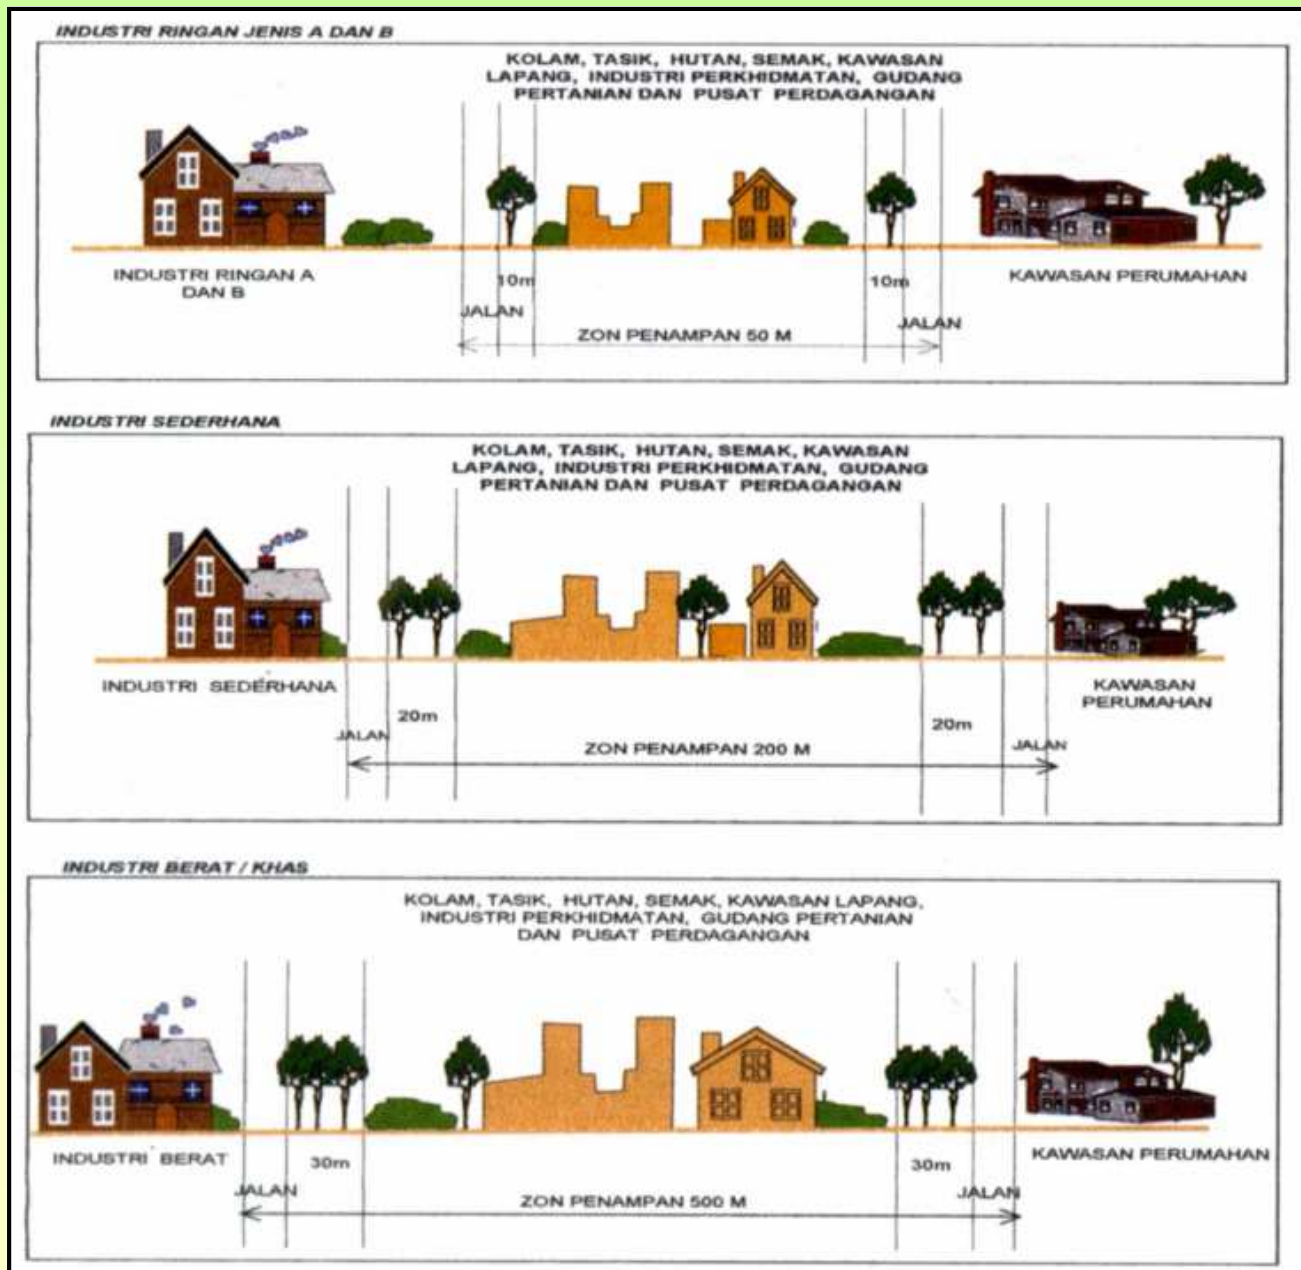 INDUSTRI RINGAN JENIS A DAN B
KOLAM, TASIK, HUTAN, SEMAK, KAWASAN
LAPANG, INDUSTRI PERKHIDMATAN, GUDANG
PERTANIAN DAN PUSAT PERDAGANGAN
INDUSTRI RINGAN A
DAN B
10m
10m
KAWASAN PERUMAHAN
JALAN
JALAN
ZON PENAMPAN 50 M
INDUSTRI SEDERHANA
KOLAM, TASIK, HUTAN, SEMAK, KAWASAN
LAPANG, INDUSTRI PERKHIDMATAN, GUDANG
PERTANIAN DAN PUSAT PERDAGANGAN
INDUSTRI SEDERHANA
KAWASAN
PERUMAHAN
20m
20m
JALAN
JALAN
ZON PENAMPAN 200 M
INDUSTRI BERAT / KHAS
KOLAM, TASIK, HUTAN, SEMAK, KAWASAN LAPANG,
INDUSTRI PERKHIDMATAN, GUDANG PERTANIAN
DAN PUSAT PERDAGANGAN
INDUSTRI BERAT
30m
30m
KAWASAN PERUMAHAN
JALAN
JALAN
ZON PENAMPAN 500 M